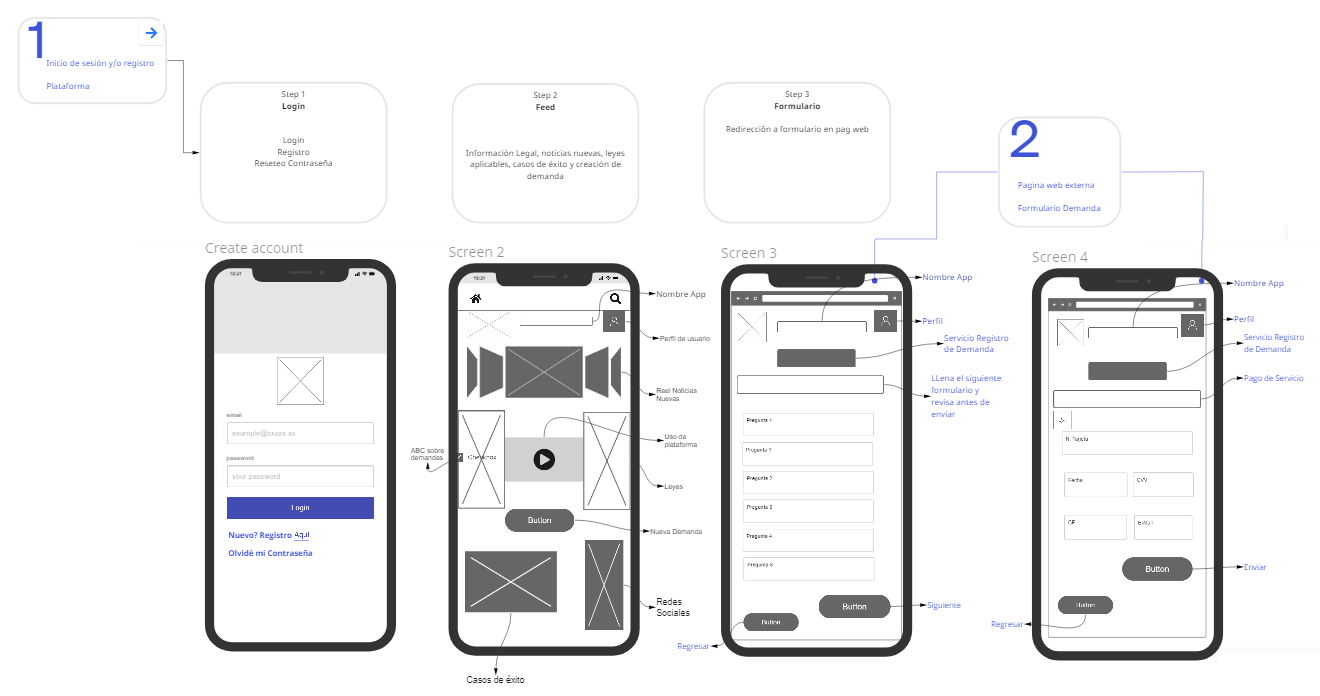 1
Inicio de sesión y/o registro
Plataforma
Step 1
Login
Login
Registro
Reseteo Contraseña
Step 2
Feed
Información Legal, noticias nuevas, leyes
aplicables, casos de éxito y creación de
demanda
Step 3
Formulario
Redirección a formulario en pag web
2
Pagina web externa
Formulario Demanda
Create account
email
example@xxxxx.xx
password
your password
Login
Nuevo? Registro Aquí
Olvidé mi Contraseña
Screen 2
Nombre App
Perfil de usuario
Reel Noticias
Nuevas
Uso de
plataforma
ABC sobre
demandas
Checkbox
Leyes
Button
Nueva Demanda
Redes
Sociales
Casos de éxito
Screen 3
Nombre App
Perfil
Servicio Registro
de Demanda
LLena el siguiente
formulario y
revisa antes de
enviar
Pregunta 1
Pregunta 1
Pregunta 2
Pregunta 3
Pregunta 4
Pregunta 5
Button
Siguiente
Button
Regresar
Screen 4
Nombre App
Perfil
Servicio Registro
de Demanda
Pago de Servicio
N. Tarjeta
Fecha
CVV
CP
E-Mail
Button
Enviar
Button
Regresar